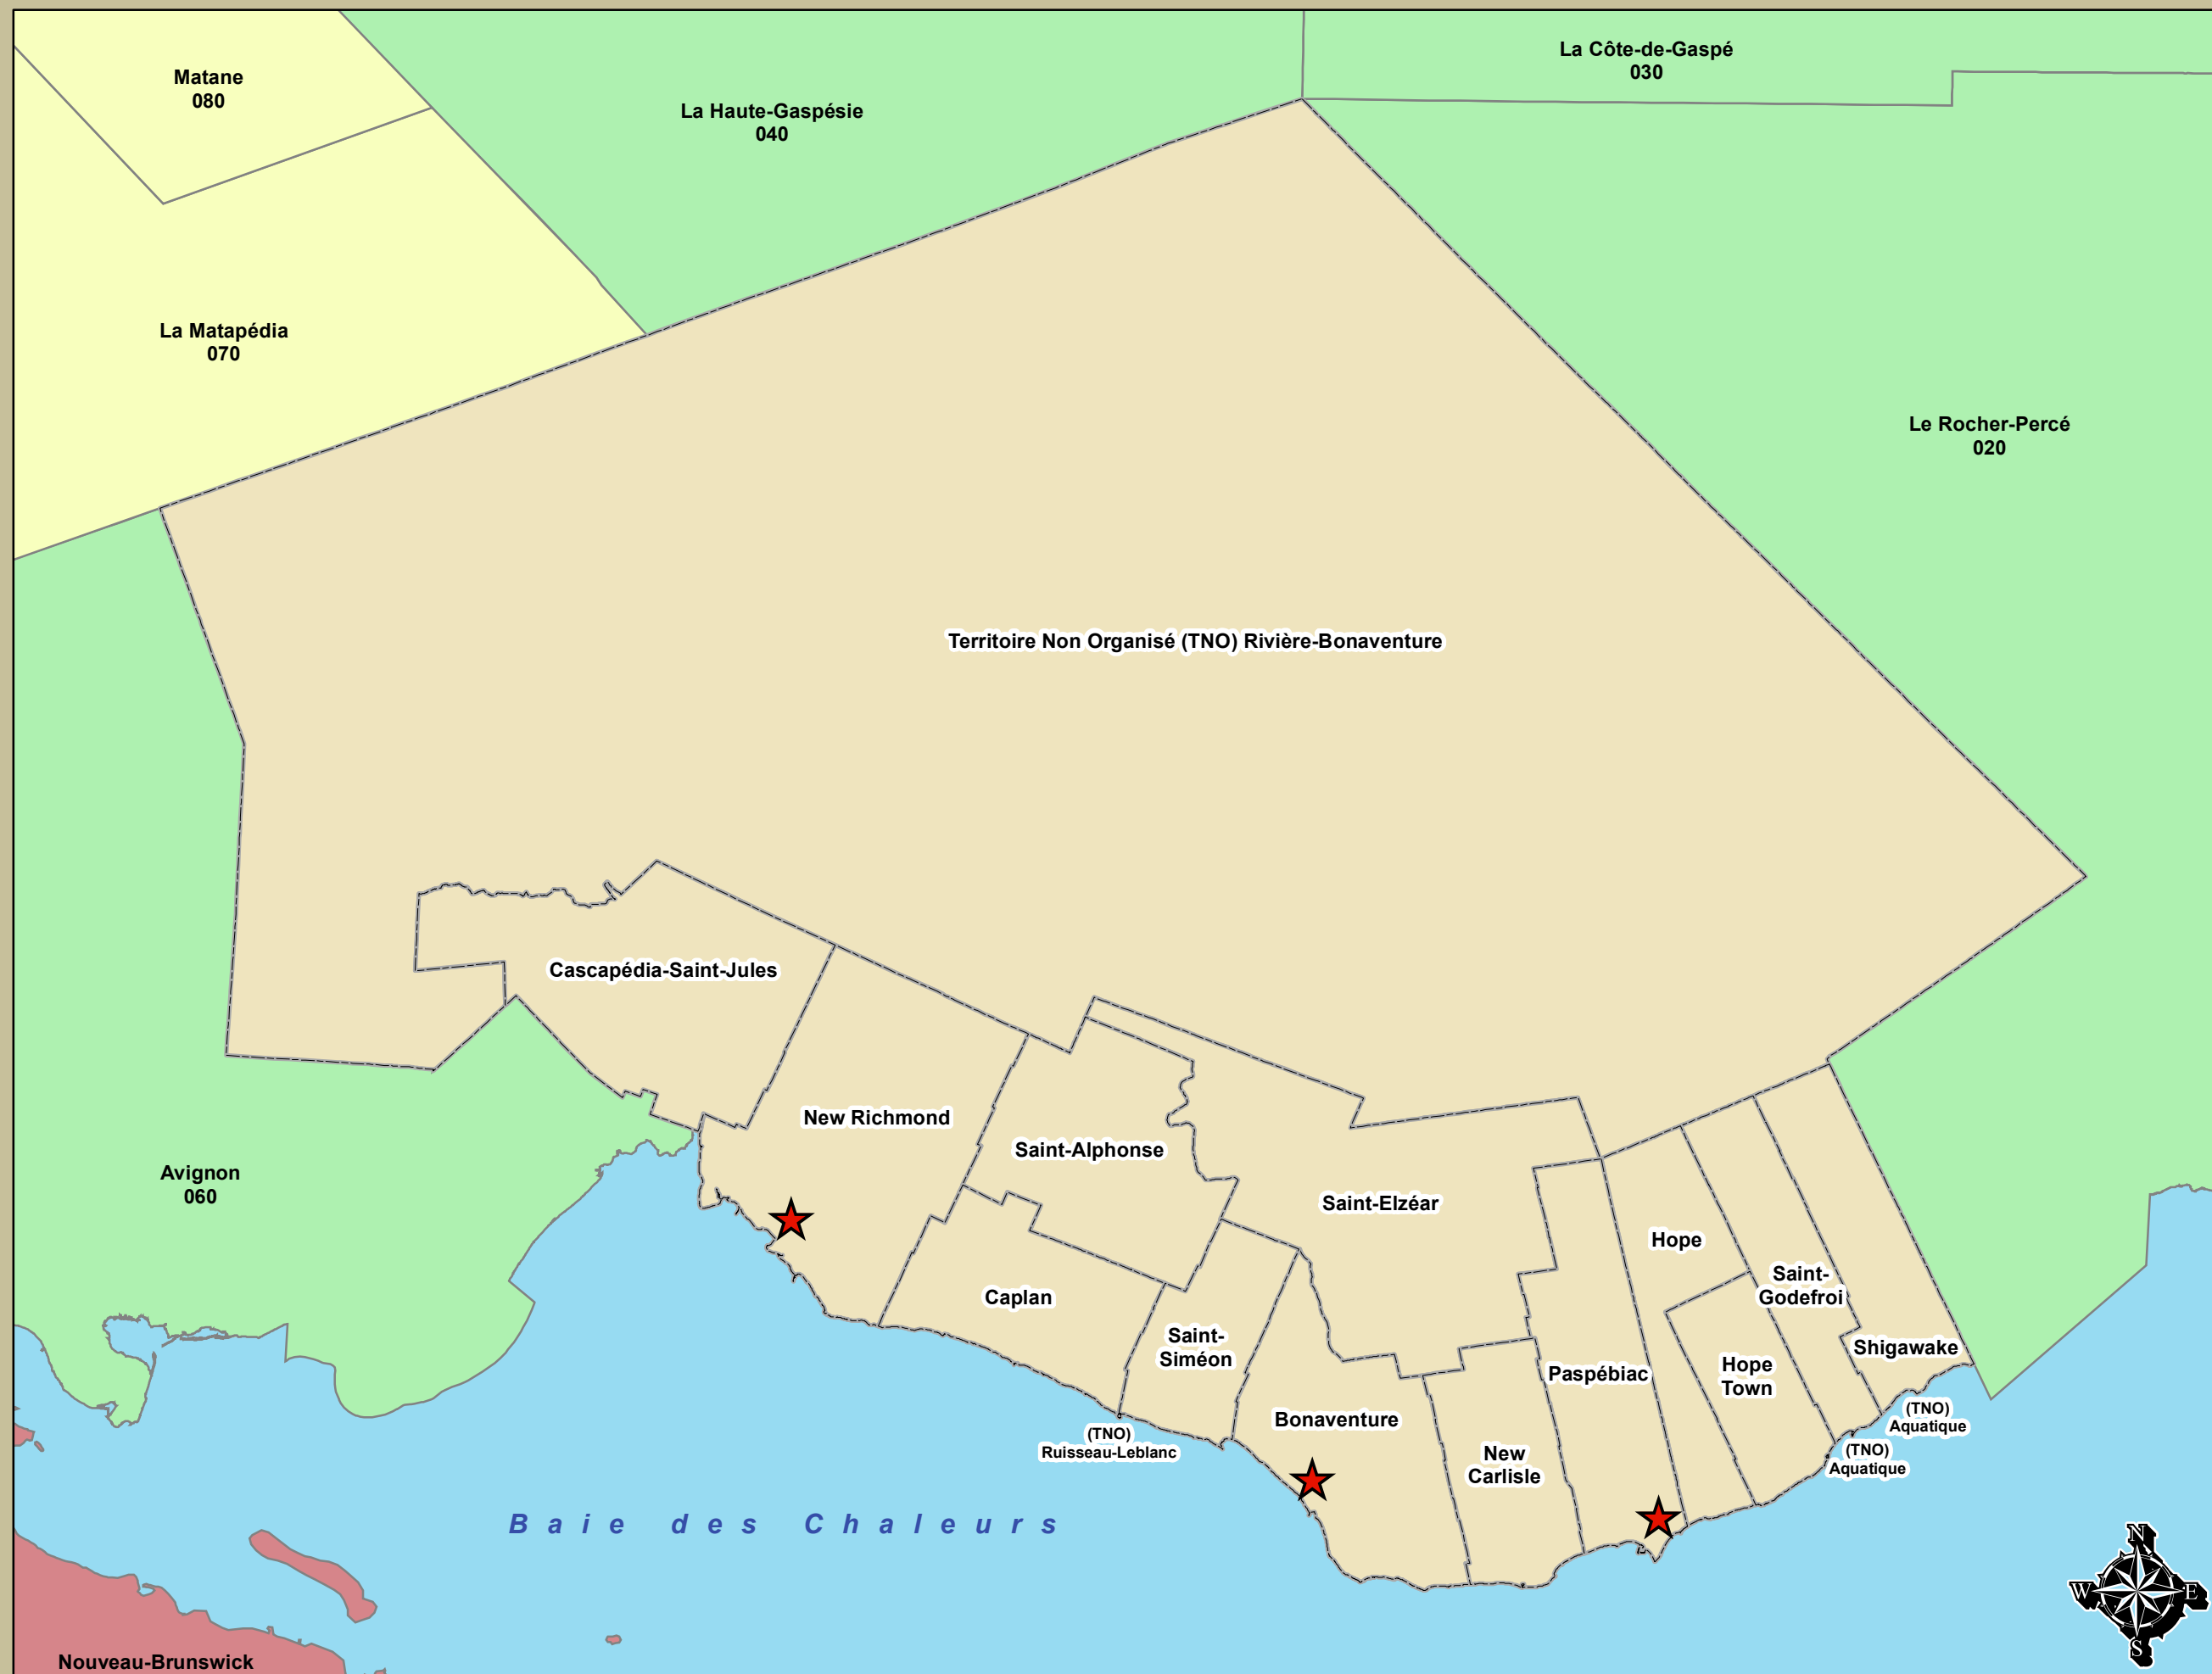 La Côte-de-Gaspé
030
Matane
080
La Haute-Gaspésie
040
La Matapédia
070
Le Rocher-Percé
020
Territoire Non Organisé (TNO) Rivière-Bonaventure
Cascapédia-Saint-Jules
New Richmond
Saint-Alphonse
Avignon
060
Saint-Elzéar
Hope
Saint-
Godefroi
Caplan
Saint-
Siméon
Shigawake
Paspébiac
Hope
Town
Bonaventure
(TNO)
Aquatique
(TNO)
Ruisseau-Leblanc
New
Carlisle
(TNO)
Aquatique
Baie des Chaleurs
N
W
E
S
Nouveau-Brunswick